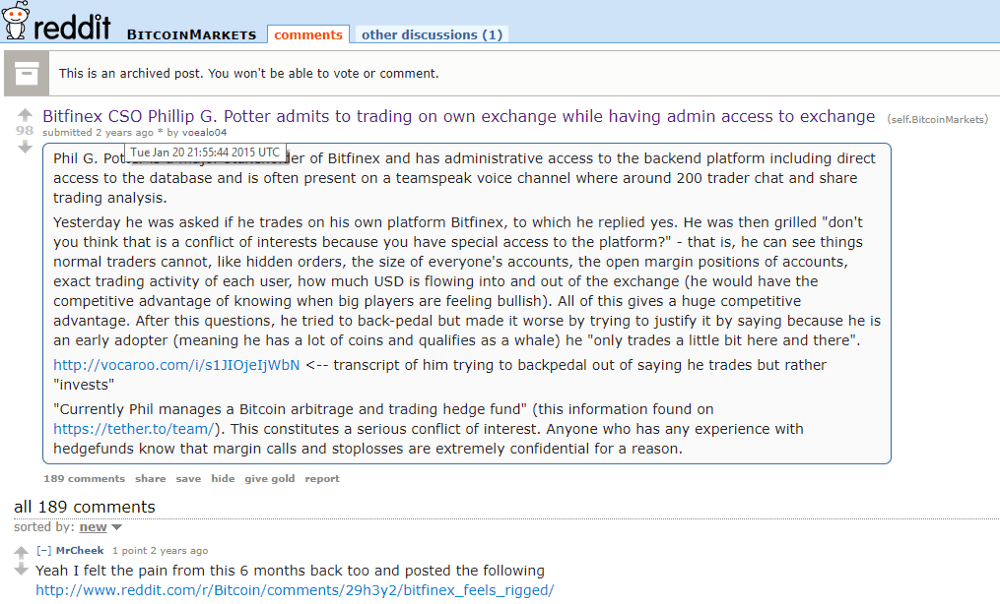 reddit BITCOINMARKETS comments other discussions (1)
This is an archived post. You won't be able to vote or comment.
Bitfinex CSO Phillip G. Potter admits to trading on own exchange while having admin access to exchange (self.BitcoinMarkets)
98 submitted 2 years ago * by voealo04
Tue Jan 20 21:55:44 2015 UTC
Phil G. of Bitfinex and has administrative access to the backend platform including direct
access to the database and is often present on a teamspeak voice channel where around 200 trader chat and share
trading analysis.
Yesterday he was asked if he trades on his own platform Bitfinex, to which he replied yes. He was then grilled "don't
you think that is a conflict of interests because you have special access to the platform?" - that is, he can see things
normal traders cannot, like hidden orders, the size of everyone's accounts, the open margin positions of accounts,
exact trading activity of each user, how much USD is flowing into and out of the exchange (he would have the
competitive advantage of knowing when big players are feeling bullish). All of this gives a huge competitive
advantage. After this questions, he tried to back-pedal but made it worse by trying to justify it by saying because he is
an early adopter (meaning he has a lot of coins and qualifies as a whale) he "only trades a little bit here and there".
http://vocaroo.com/i/s1JIOjeIjWbN <-- transcript of him trying to backpedal out of saying he trades but rather
"invests"
"Currently Phil manages a Bitcoin arbitrage and trading hedge fund" (this information found on
https://tether.to/team/). This constitutes a serious conflict of interest. Anyone who has any experience with
hedgefunds know that margin calls and stoplosses are extremely confidential for a reason.
189 comments share save hide give gold report
all 189 comments
sorted by: new
[–] MrCheek 1 point 2 years ago
Yeah I felt the pain from this 6 months back too and posted the following
http://www.reddit.com/r/Bitcoin/comments/29h3y2/bitfinex_feels_rigged/